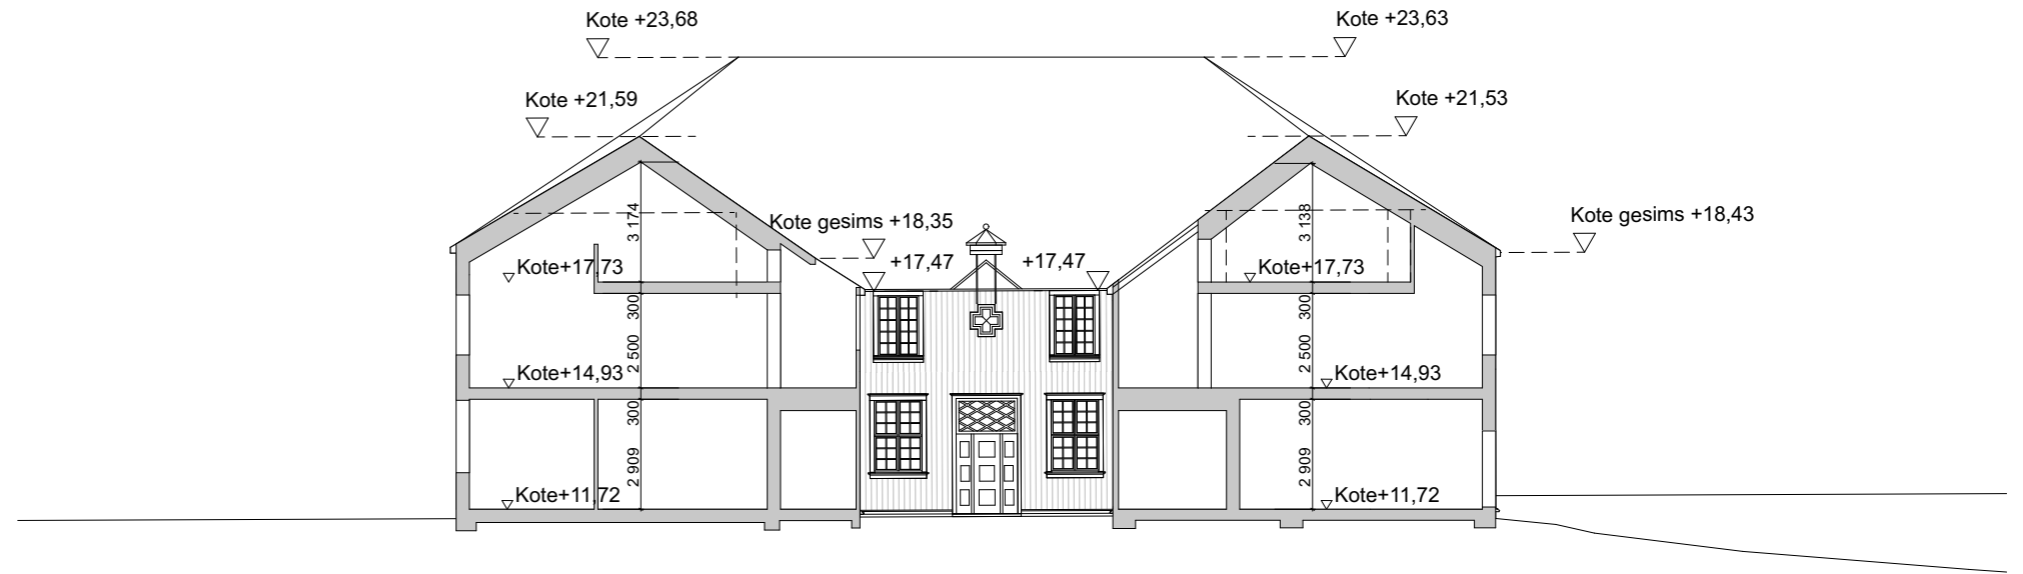 Kote +23,68
Kote +23,63
Kote +21,59
Kote +21,53
3 174
Kote gesims +18,35
3 138
Kote gesims +18,43
Kote+17,73
+17,47
+17,47
Kote+17,73
300
300
2 500
2 500
Kote+14,93
Kote+14,93
300
300
2 909
2 909
Kote+11,72
Kote+11,72